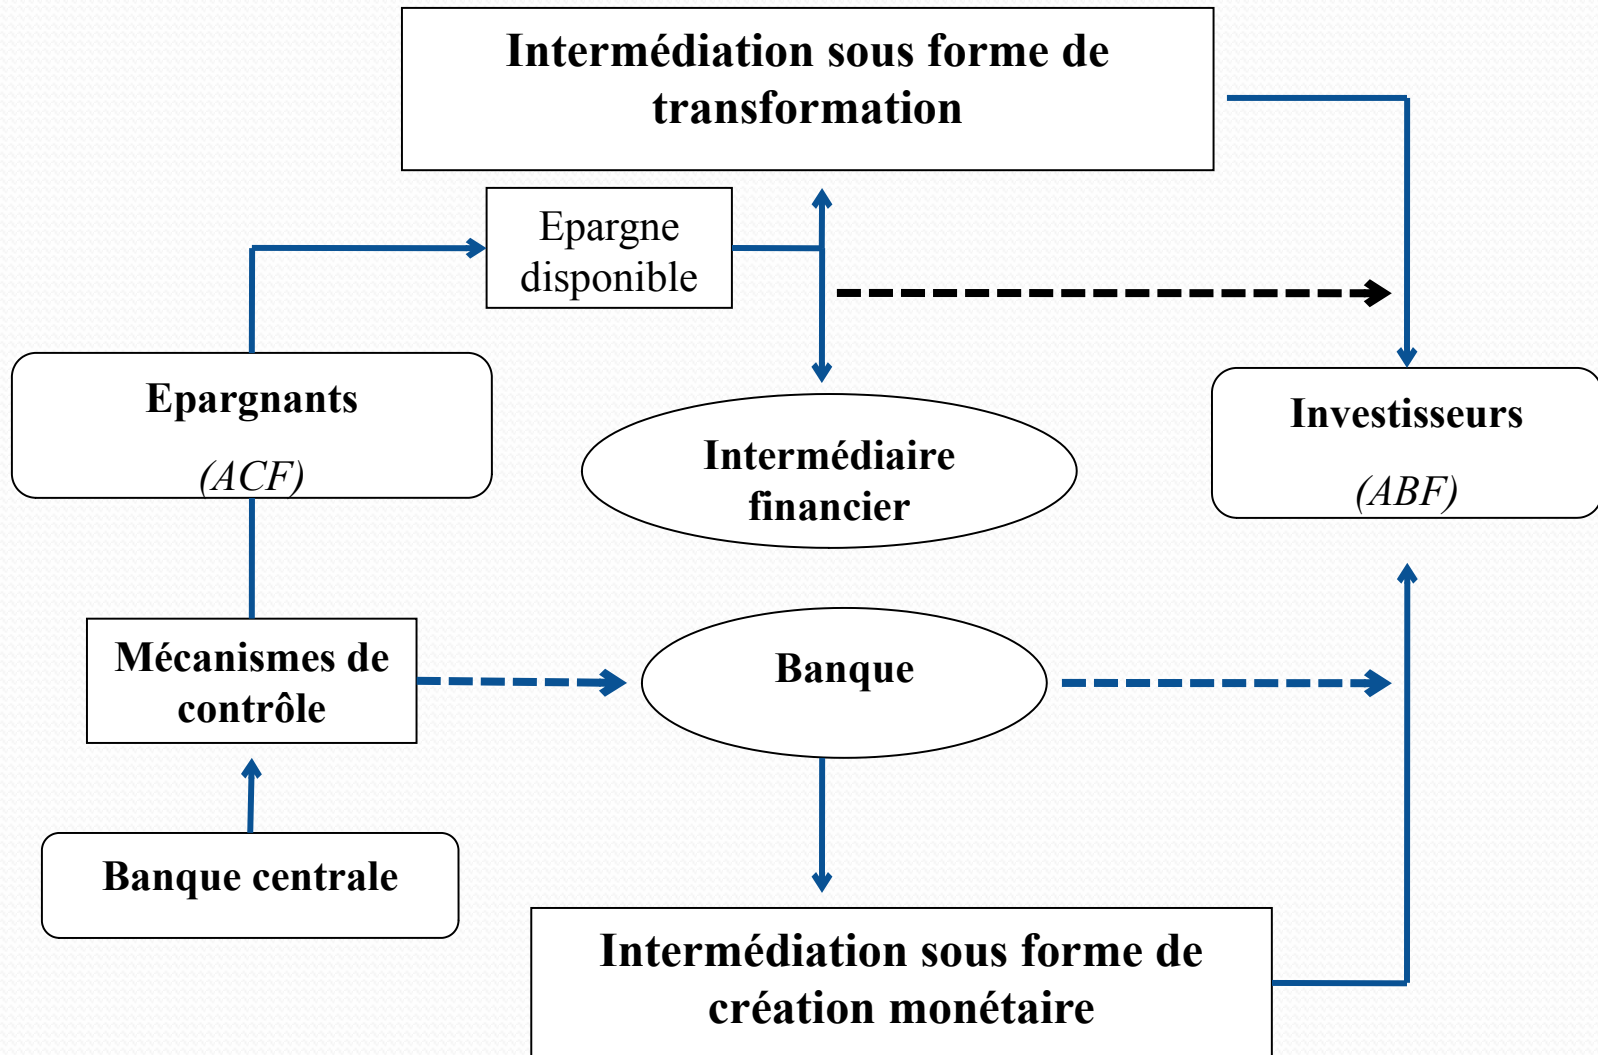 Intermédiation sous forme de
transformation
Epargne
disponible
Epargnants
(ACF)
Intermédiaire
financier
Investisseurs
(ABF)
Mécanismes de
contrôle
Banque
Banque centrale
Intermédiation sous forme de
création monétaire